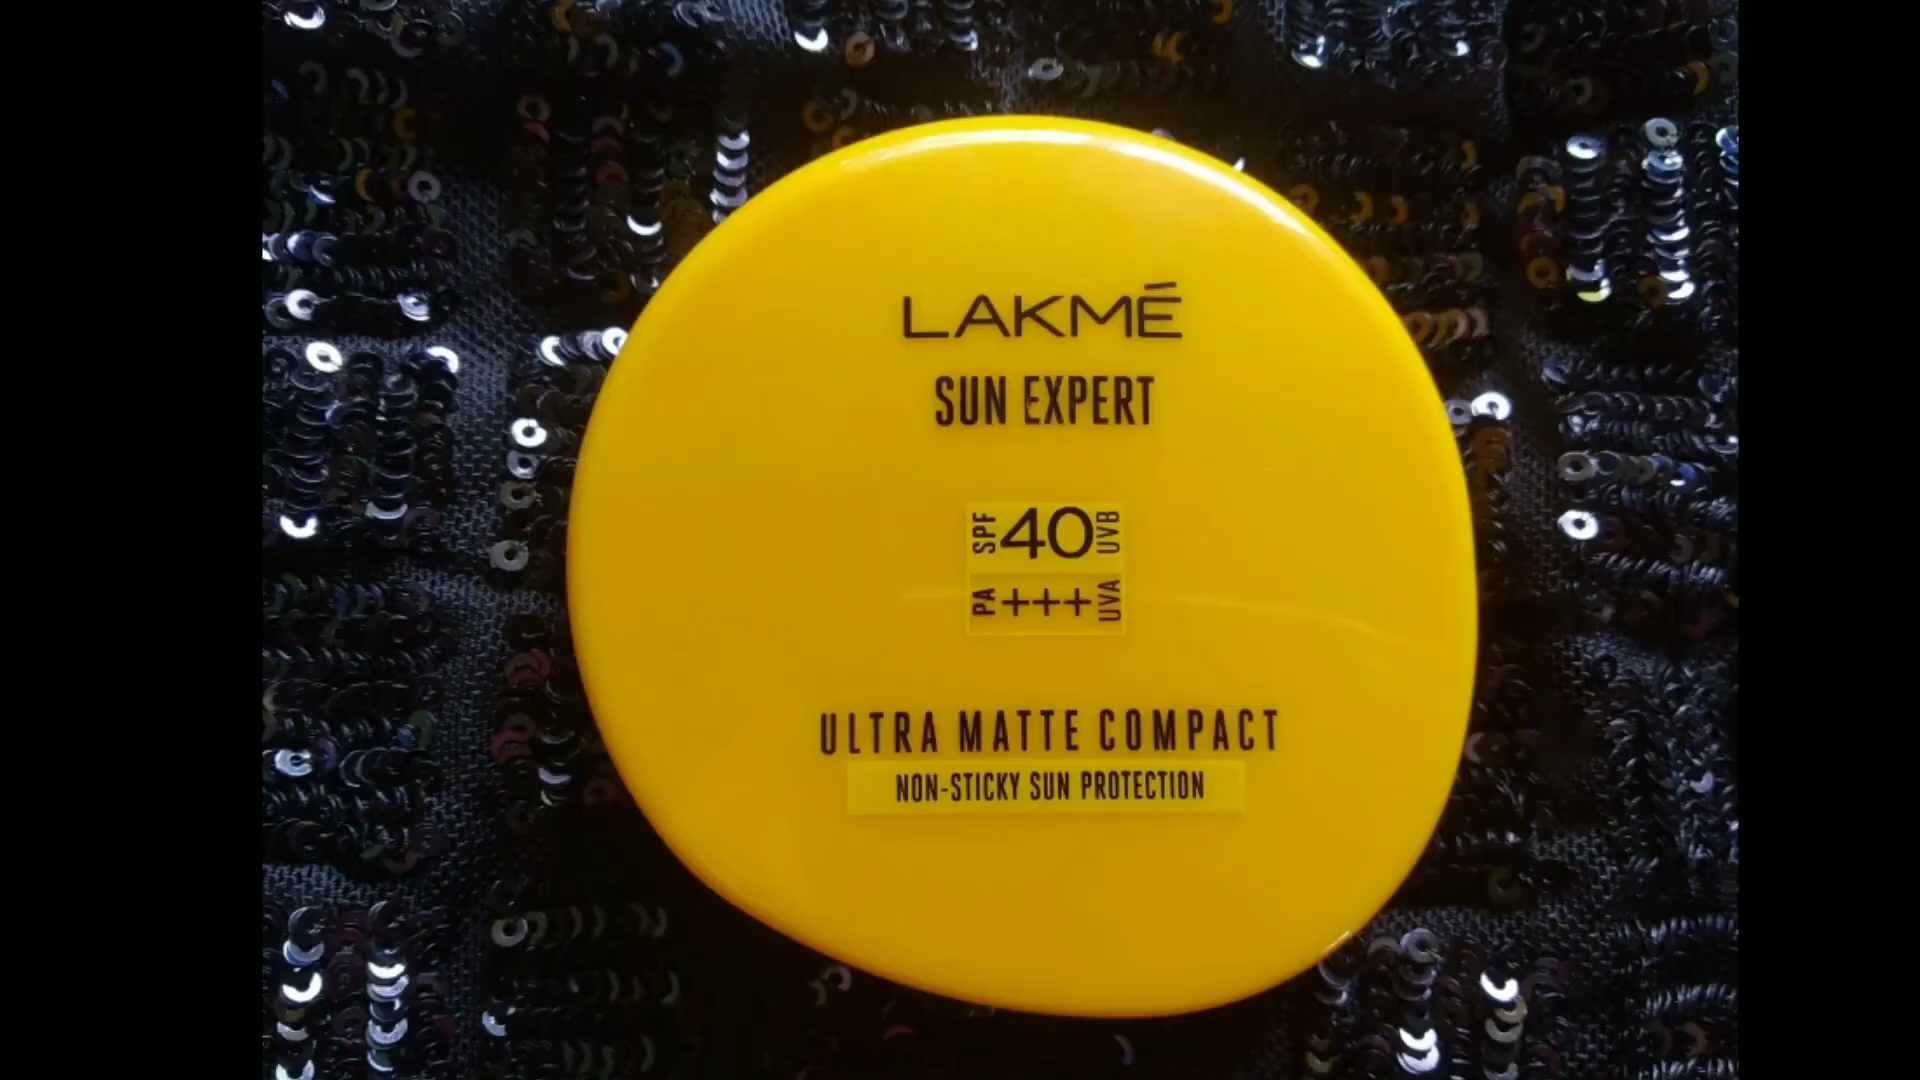 LAKMÉ
SUN EXPERT
SPF 40 UVB
PA +++ UVA
ULTRA MATTE COMPACT
NON-STICKY SUN PROTECTION